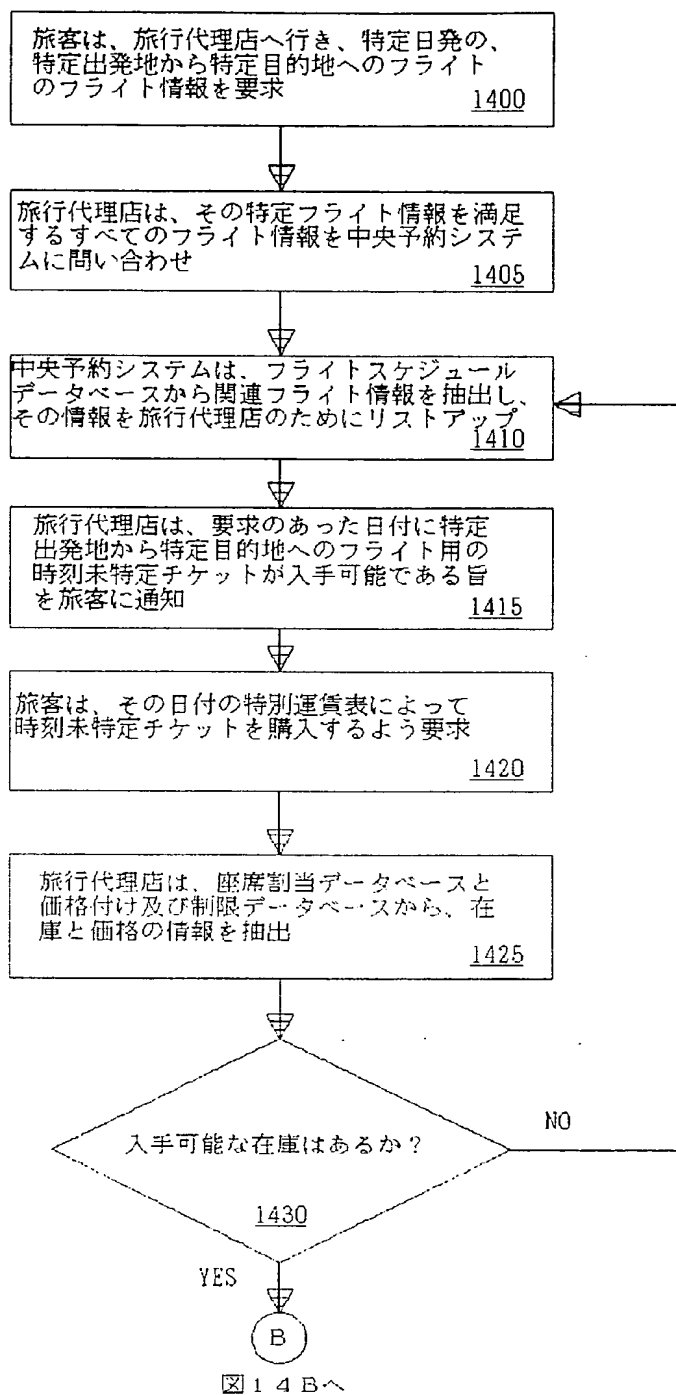 旅客は、旅行代理店へ行き、特定日発の、
特定出発地から特定目的地へのフライト
のフライト情報を要求
1400
旅行代理店は、その特定フライト情報を満足
するすべてのフライト情報を中央予約システ
ムに問い合わせ
1405
中央予約システムは、フライトスケジュール
データベースから関連フライト情報を抽出し、
その情報を旅行代理店のためにリストアップ
1410
旅行代理店は、要求のあった日付に特定
出発地から特定目的地へのフライト用の
時刻未特定チケットが入手可能である旨
を旅客に通知
1415
旅客は、その日付の特別運賃表によって
時刻未特定チケットを購入するよう要求
1420
旅行代理店は、座席割当データベースと
価格付け及び制限データベースから、在
庫と価格の情報を抽出
1425
入手可能な在庫はあるか?
NO
1430
YES
B
図14Bへ